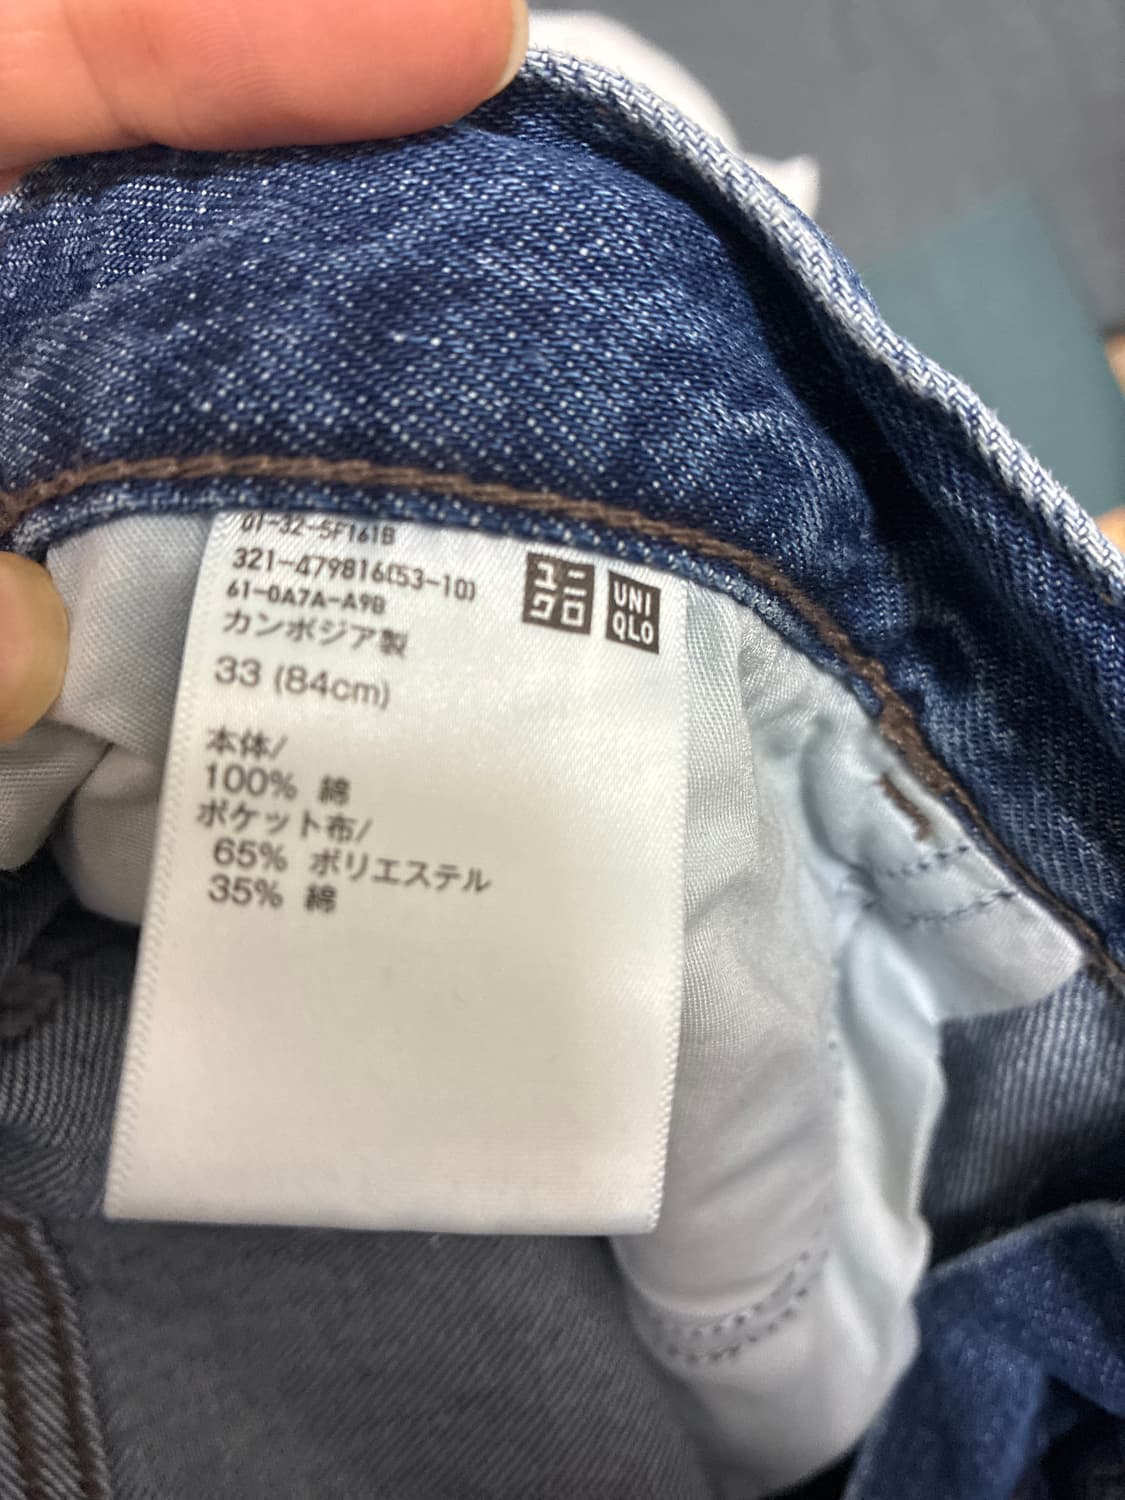 01-32-5F161B
321-479816(53-10)
61-0A7A-A9B
カンボジア製
33 (84cm)
ユニクロ
UNIQLO
本体/
100% 綿
ポケット布/
65% ポリエステル
35% 綿